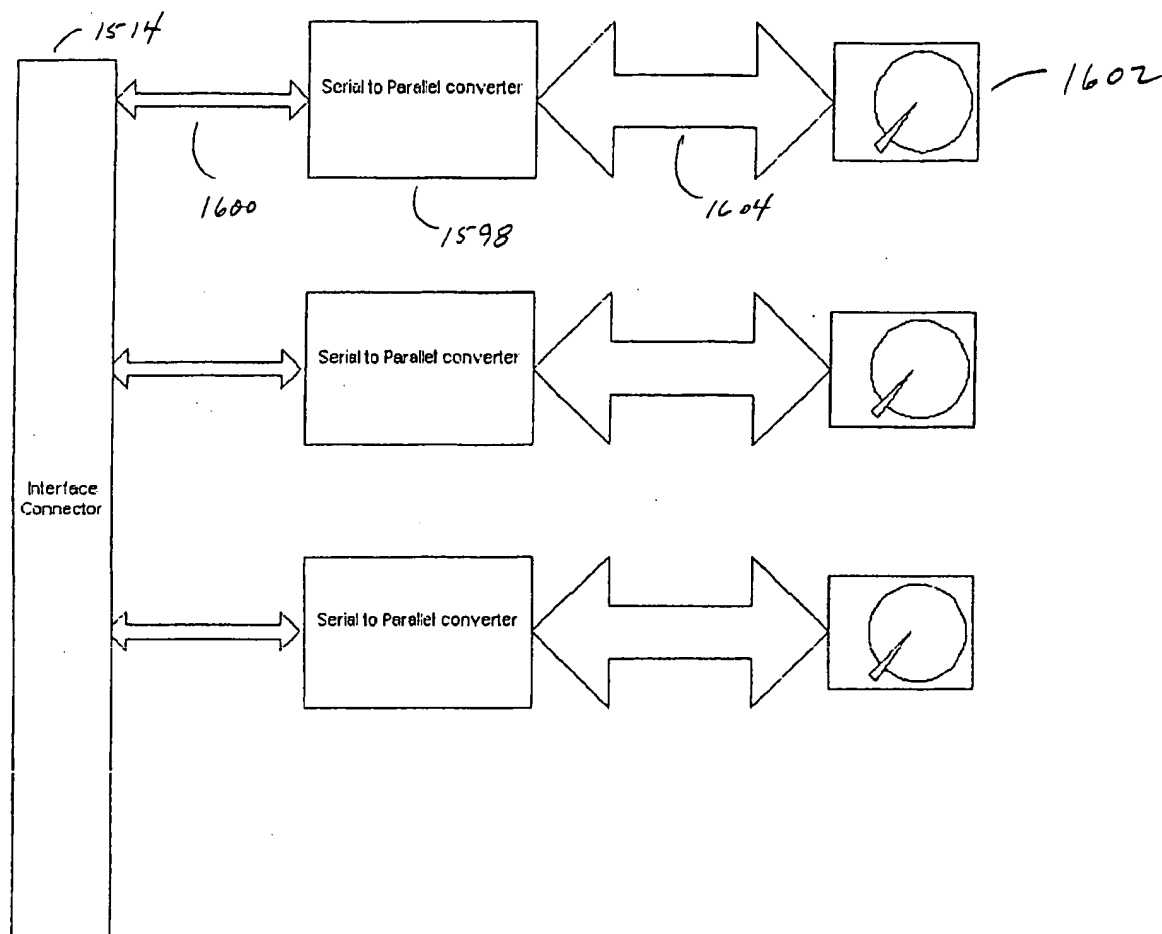 1514
Serial to Parallel converter
1602
1600
1598
1604
Serial to Parallel converter
Interface
Connector
Serial to Parallel converter